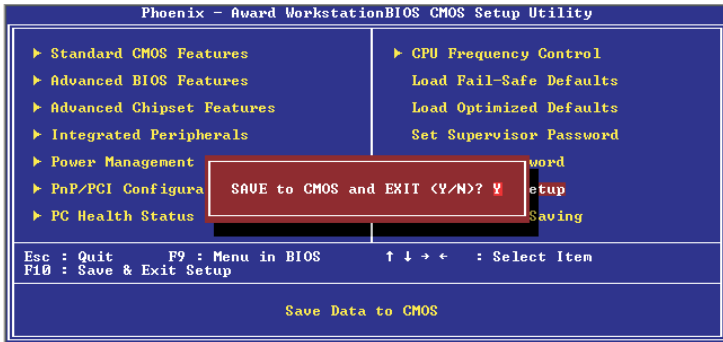 Phoenix - Award WorkstationBIOS CMOS Setup Utility
▶ Standard CMOS Features
▶ Advanced BIOS Features
▶ Advanced Chipset Features
▶ Integrated Peripherals
▶ Power Management
▶ PnP/PCI Configura
▶ PC Health Status
▶ CPU Frequency Control
Load Fail-Safe Defaults
Load Optimized Defaults
Set Supervisor Password
word
etup
Saving
SAVE to CMOS and EXIT (Y/N)? Y
Esc : Quit F9 : Menu in BIOS ↑ ↓ → ← : Select Item
F10 : Save & Exit Setup
Save Data to CMOS